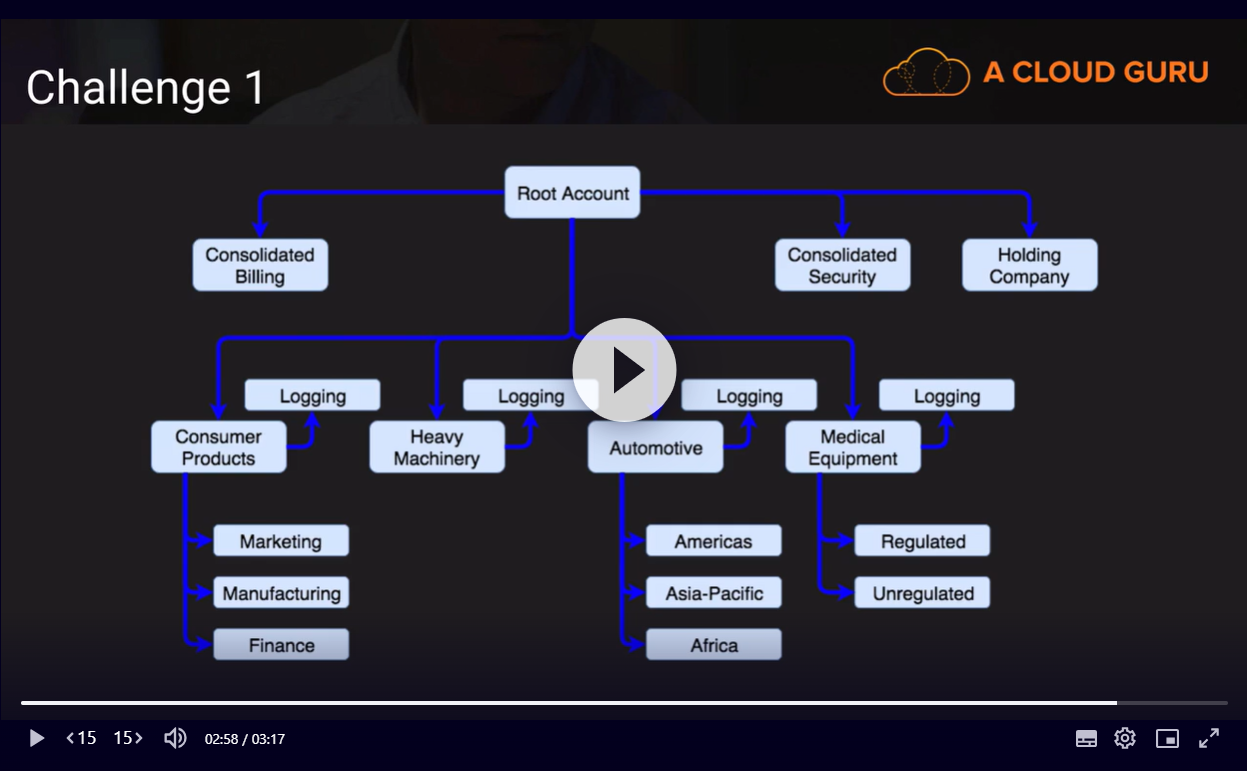 Challenge 1
A CLOUD GURU
Root Account
Consolidated
Billing
Consolidated
Security
Holding
Company
Logging
Logging
Logging
Logging
Consumer
Products
Heavy
Machinery
Automotive
Medical
Equipment
Marketing
Americas
Regulated
Manufacturing
Asia-Pacific
Unregulated
Finance
Africa
<15
15>
02:58 / 03:17